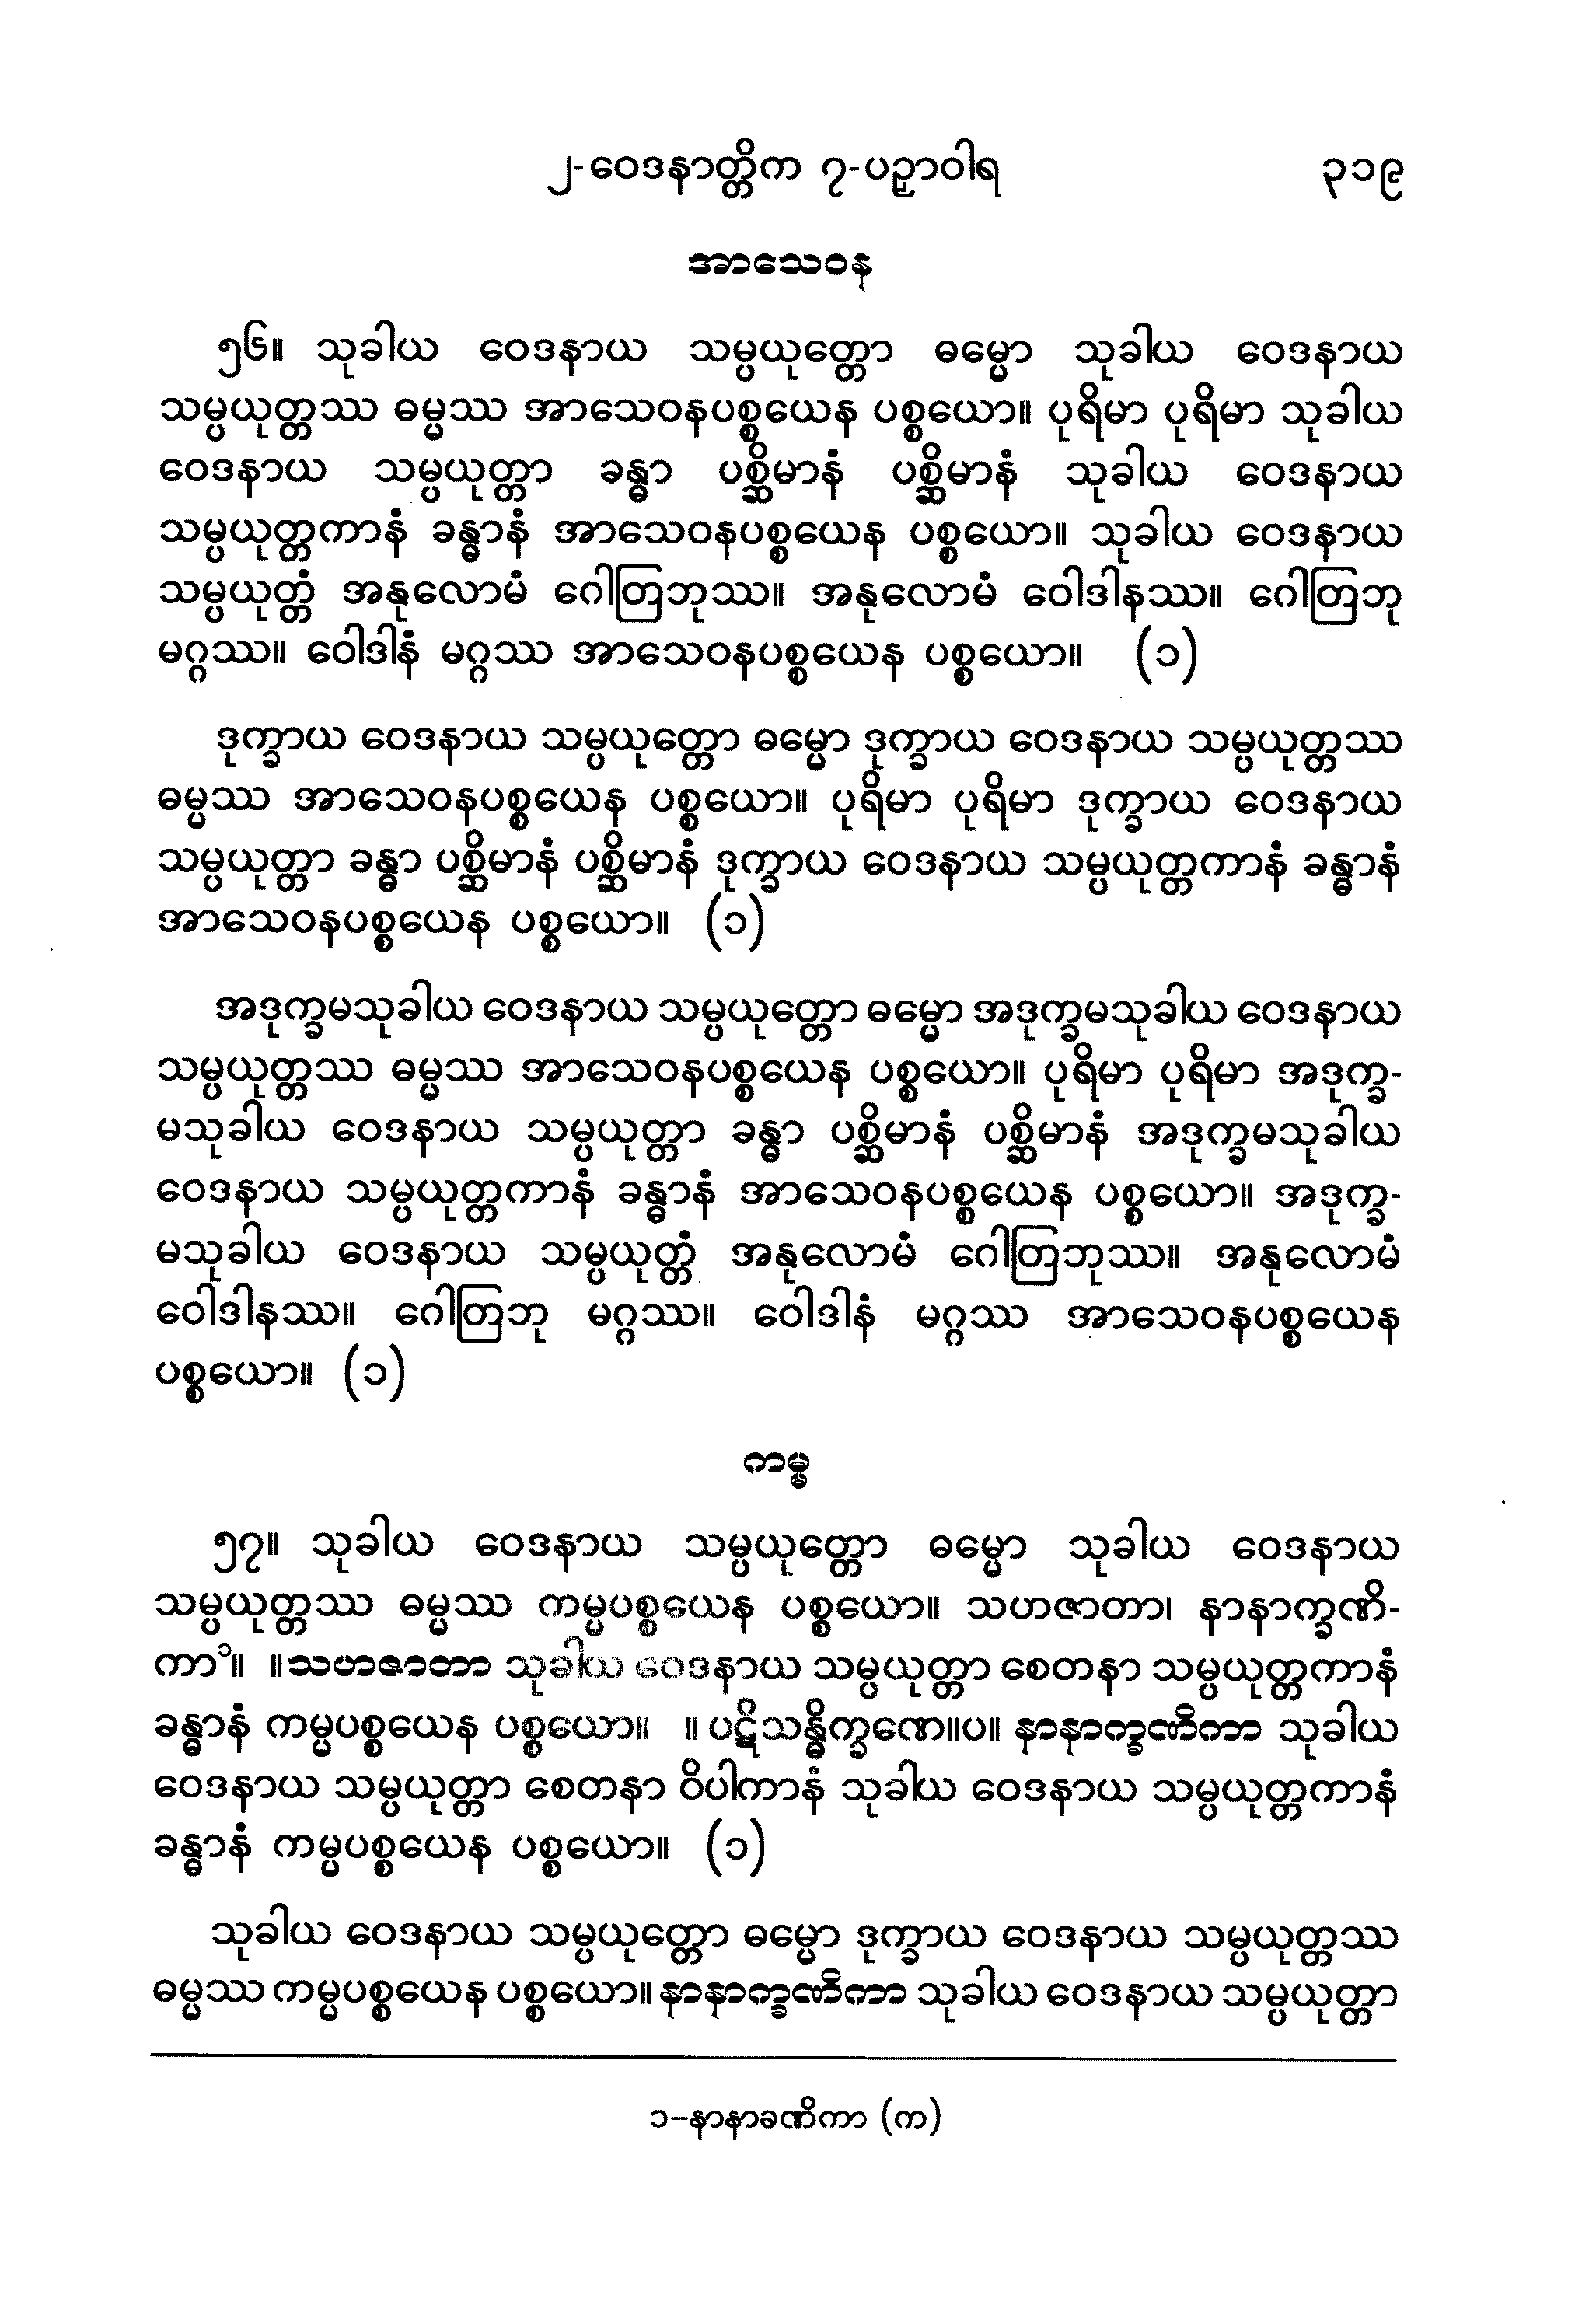 ၂-ဝေဒနာတ္တိက ၇-ပဉှာဝါရ ၃၁၉
အာသေဝန
၅၆။ သုခါယ ဝေဒနာယ သမ္ပယုတ္တော ဓမ္မော သုခါယ ဝေဒနာယ
သမ္ပယုတ္တဿ ဓမ္မဿ အာသေဝနပစ္စယေန ပစ္စယော။ ပုရိမာ ပုရိမာ သုခါယ
ဝေဒနာယ သမ္ပယုတ္တာ ခန္ဓာ ပစ္ဆိမာနံ ပစ္ဆိမာနံ သုခါယ ဝေဒနာယ
သမ္ပယုတ္တကာနံ ခန္ဓာနံ အာသေဝနပစ္စယေန ပစ္စယော။ သုခါယ ဝေဒနာယ
သမ္ပယုတ္တံ အနုလောမံ ဂေါတြဘုဿ။ အနုလောမံ ဝေါဒါနဿ။ ဂေါတြဘု
မဂ္ဂဿ။ ဝေါဒါနံ မဂ္ဂဿ အာသေဝနပစ္စယေန ပစ္စယော။ (၁)
ဒုက္ခာယ ဝေဒနာယ သမ္ပယုတ္တော ဓမ္မော ဒုက္ခာယ ဝေဒနာယ သမ္ပယုတ္တဿ
ဓမ္မဿ အာသေဝနပစ္စယေန ပစ္စယော။ ပုရိမာ ပုရိမာ ဒုက္ခာယ ဝေဒနာယ
သမ္ပယုတ္တာ ခန္ဓာ ပစ္ဆိမာနံ ပစ္ဆိမာနံ ဒုက္ခာယ ဝေဒနာယ သမ္ပယုတ္တကာနံ ခန္ဓာနံ
အာသေဝနပစ္စယေန ပစ္စယော။ (၁)
အဒုက္ခမသုခါယ ဝေဒနာယ သမ္ပယုတ္တော ဓမ္မော အဒုက္ခမသုခါယ ဝေဒနာယ
သမ္ပယုတ္တဿ ဓမ္မဿ အာသေဝနပစ္စယေန ပစ္စယော။ ပုရိမာ ပုရိမာ အဒုက္ခ-
မသုခါယ ဝေဒနာယ သမ္ပယုတ္တာ ခန္ဓာ ပစ္ဆိမာနံ ပစ္ဆိမာနံ အဒုက္ခမသုခါယ
ဝေဒနာယ သမ္ပယုတ္တကာနံ ခန္ဓာနံ အာသေဝနပစ္စယေန ပစ္စယော။ အဒုက္ခ-
မသုခါယ ဝေဒနာယ သမ္ပယုတ္တံ အနုလောမံ ဂေါတြဘုဿ။ အနုလောမံ
ဝေါဒါနဿ။ ဂေါတြဘု မဂ္ဂဿ။ ဝေါဒါနံ မဂ္ဂဿ အာသေဝနပစ္စယေန
ပစ္စယော။ (၁)
ကမ္မ
၅၇။ သုခါယ ဝေဒနာယ သမ္ပယုတ္တော ဓမ္မော သုခါယ ဝေဒနာယ
သမ္ပယုတ္တဿ ဓမ္မဿ ကမ္မပစ္စယေန ပစ္စယော။ သဟဇာတာ၊ နာနာက္ခဏိ-
ကာ၁။ ။သဟဇာတာ သုခါယ ဝေဒနာယ သမ္ပယုတ္တာ စေတနာ သမ္ပယုတ္တကာနံ
ခန္ဓာနံ ကမ္မပစ္စယေန ပစ္စယော။ ။ ပဋိသန္ဓိက္ခဏေ။ပ။ နာနာက္ခဏိကာ သုခါယ
ဝေဒနာယ သမ္ပယုတ္တာ စေတနာ ဝိပါကာနံ သုခါယ ဝေဒနာယ သမ္ပယုတ္တကာနံ
ခန္ဓာနံ ကမ္မပစ္စယေန ပစ္စယော။ (၁)
သုခါယ ဝေဒနာယ သမ္ပယုတ္တော ဓမ္မော ဒုက္ခာယ ဝေဒနာယ သမ္ပယုတ္တဿ
ဓမ္မဿ ကမ္မပစ္စယေန ပစ္စယော။ နာနာက္ခဏိကာ သုခါယ ဝေဒနာယ သမ္ပယုတ္တာ
၁–နာနာခဏိကာ (က)